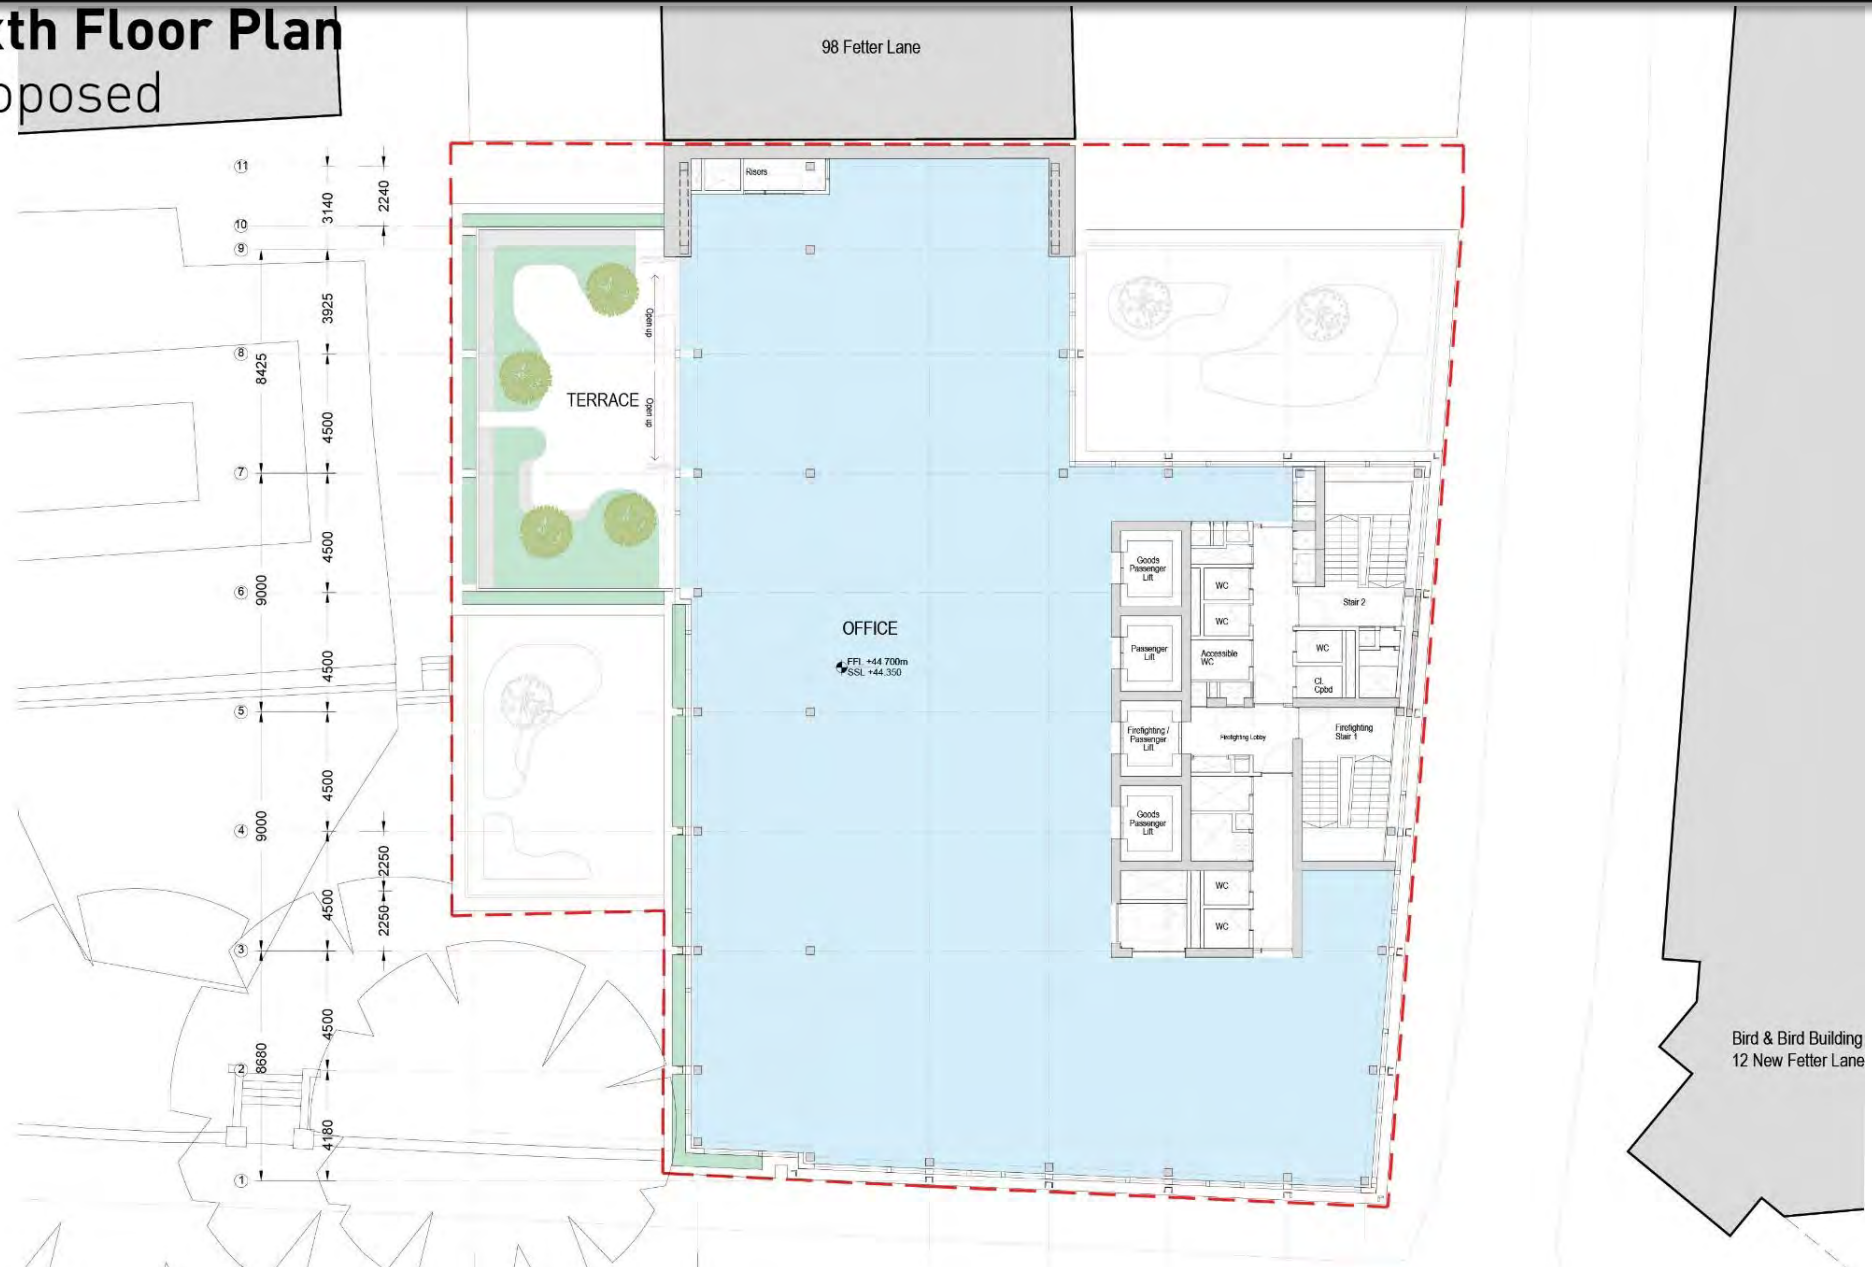 xth Floor Plan
oposed
98 Fetter Lane
11
10
9
8
7
6
5
4
3
2
1
3140
2240
3925
8425
4500
4500
9000
4500
4500
9000
2250
4500
2250
4500
8680
4180
Risors
Open up
Open up
TERRACE
OFFICE
FFL +44 700m
SSL +44.350
Goods
Passenger
Lift
Passenger
Lift
Firefighting /
Passenger
Lift
Goods
Passenger
Lift
WC
WC
Accessible
WC
Stair 2
WC
CL
Cpbd
Firefighting Lobby
Firefighting
Stair 1
WC
WC
Bird & Bird Building
12 New Fetter Lane